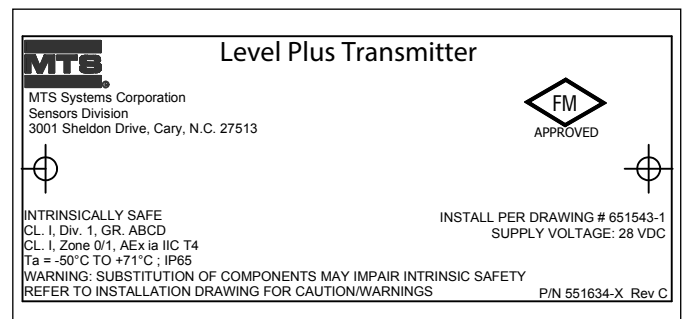 Level Plus Transmitter
MTS
MTS Systems Corporation
Sensors Division
3001 Sheldon Drive, Cary, N.C. 27513
FM
APPROVED
INTRINSICALLY SAFE
CL. I, Div. 1, GR. ABCD
CL. I, Zone 0/1, AEx ia IIC T4
Ta = -50°C TO +71°C ; IP65
INSTALL PER DRAWING # 651543-1
SUPPLY VOLTAGE: 28 VDC
WARNING: SUBSTITUTION OF COMPONENTS MAY IMPAIR INTRINSIC SAFETY
REFER TO INSTALLATION DRAWING FOR CAUTION/WARNINGS
P/N 551634-X Rev C